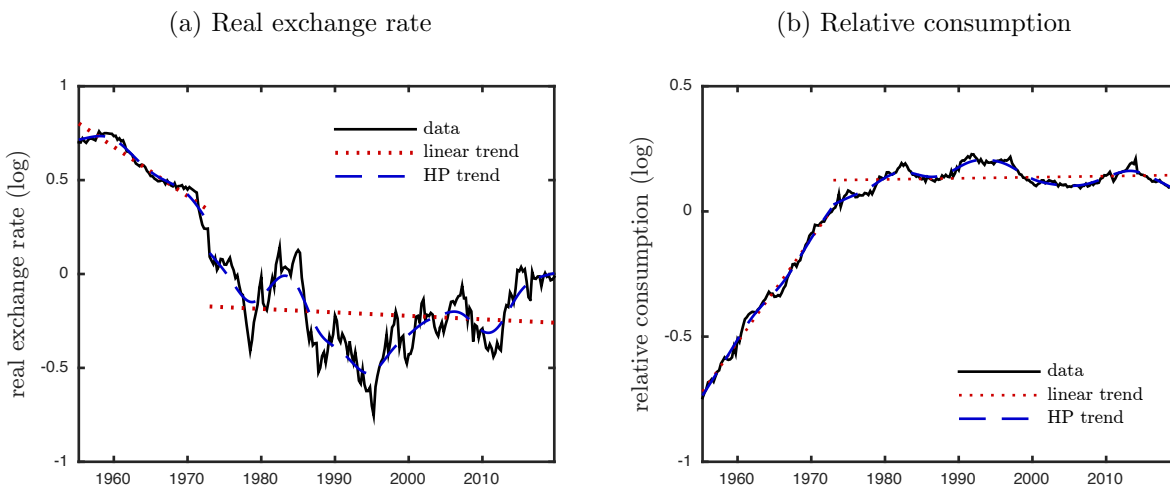 (a) Real exchange rate
real exchange rate (log)
1
0.5
0
-0.5
-1
1960 1970 1980 1990 2000 2010
data
linear trend
HP trend
(b) Relative consumption
relative consumption (log)
0.5
0
-0.5
-1
1960 1970 1980 1990 2000 2010
data
linear trend
HP trend